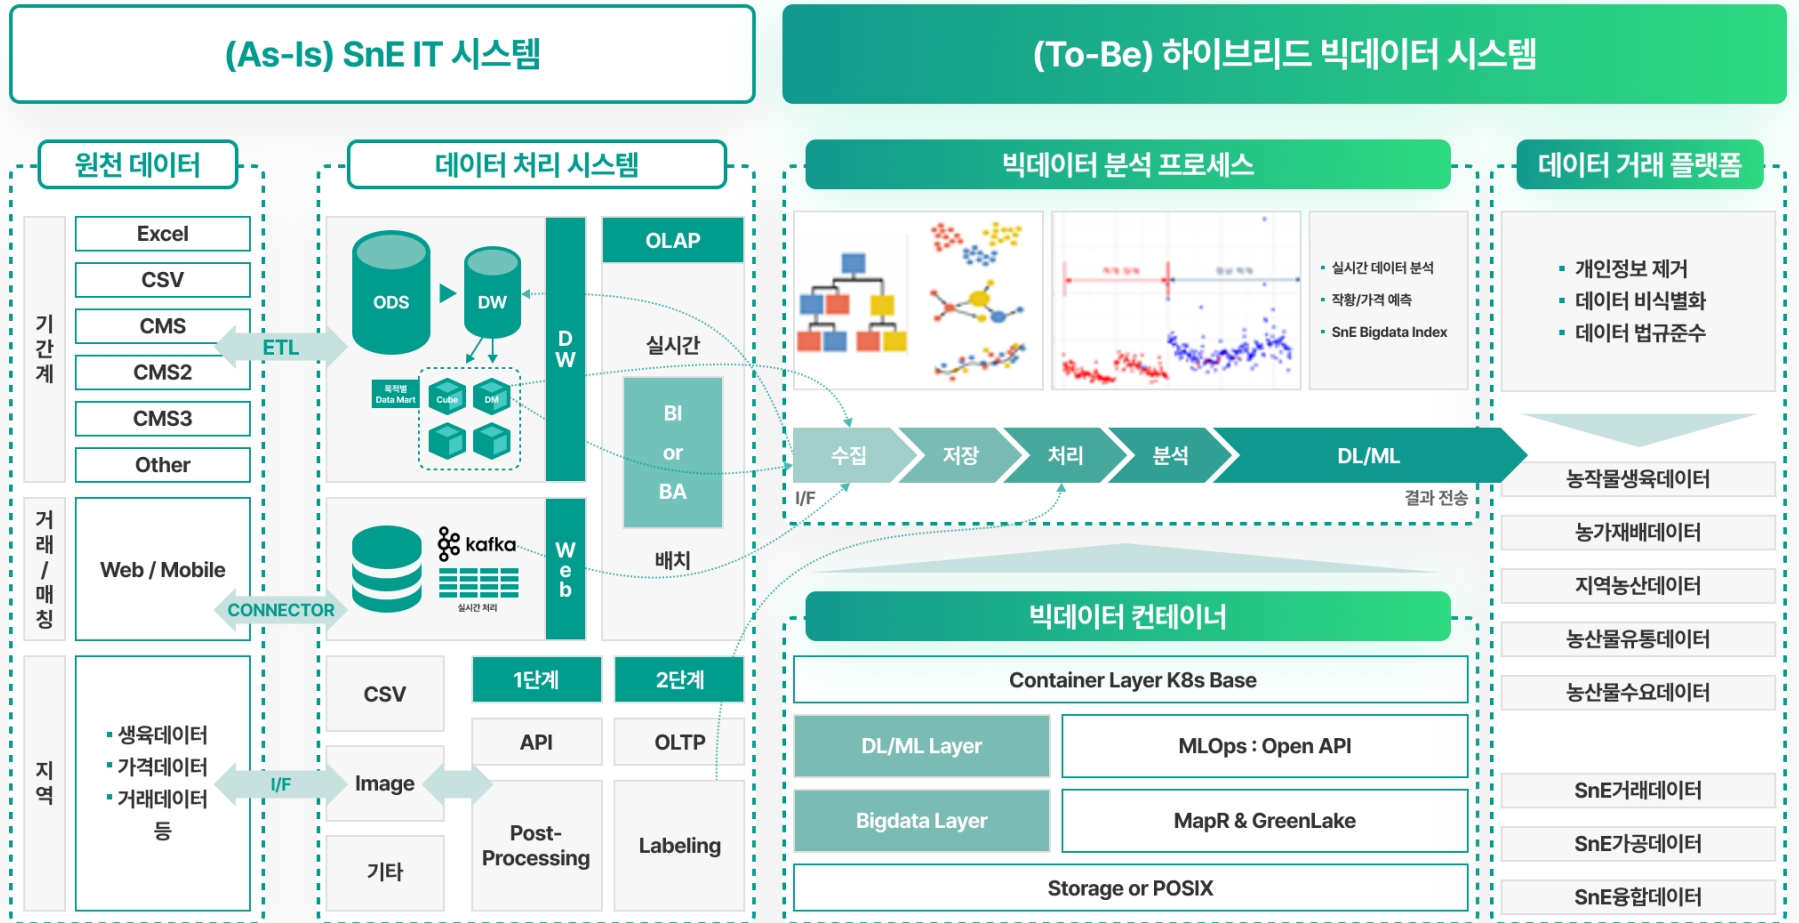 (As-Is) SnE IT 시스템
(To-Be) 하이브리드 빅데이터 시스템
원천 데이터
기간계
Excel
CSV
CMS
CMS2
CMS3
Other
거래/매칭
Web / Mobile
지역
생육데이터
가격데이터
거래데이터
등
ETL
CONNECTOR
I/F
데이터 처리 시스템
ODS
DW
목적별
Data Mart
Cube
DM
DW
OLAP
실시간
BI
or
BA
배치
kafka
실시간 처리
Web
CSV
Image
기타
1단계
API
Post-
Processing
2단계
OLTP
Labeling
빅데이터 분석 프로세스
실시간 데이터 분석
작황/가격 예측
SnE Bigdata Index
수집
저장
처리
분석
DL/ML
I/F
결과 전송
빅데이터 컨테이너
Container Layer K8s Base
DL/ML Layer
MLOps : Open API
Bigdata Layer
MapR & GreenLake
Storage or POSIX
데이터 거래 플랫폼
개인정보 제거
데이터 비식별화
데이터 법규준수
농작물생육데이터
농가재배데이터
지역농산데이터
농산물유통데이터
농산물수요데이터
SnE거래데이터
SnE가공데이터
SnE융합데이터